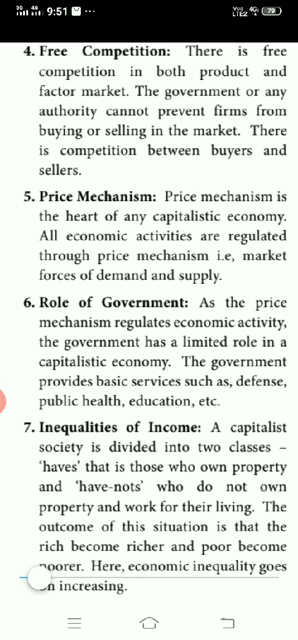 9:51
Vo)
LTE2
4G
79
4. Free Competition: There is free
competition in both product and
factor market. The government or any
authority cannot prevent firms from
buying or selling in the market. There
is competition between buyers and
sellers.
5. Price Mechanism: Price mechanism is
the heart of any capitalistic economy.
All economic activities are regulated
through price mechanism i.e, market
forces of demand and supply.
6. Role of Government: As the price
mechanism regulates economic activity,
the government has a limited role in a
capitalistic economy. The government
provides basic services such as, defense,
public health, education, etc.
7. Inequalities of Income: A capitalist
society is divided into two classes –
‘haves’ that is those who own property
and ‘have-nots’ who do not own
property and work for their living. The
outcome of this situation is that the
rich become richer and poor become
poorer. Here, economic inequality goes
on increasing.